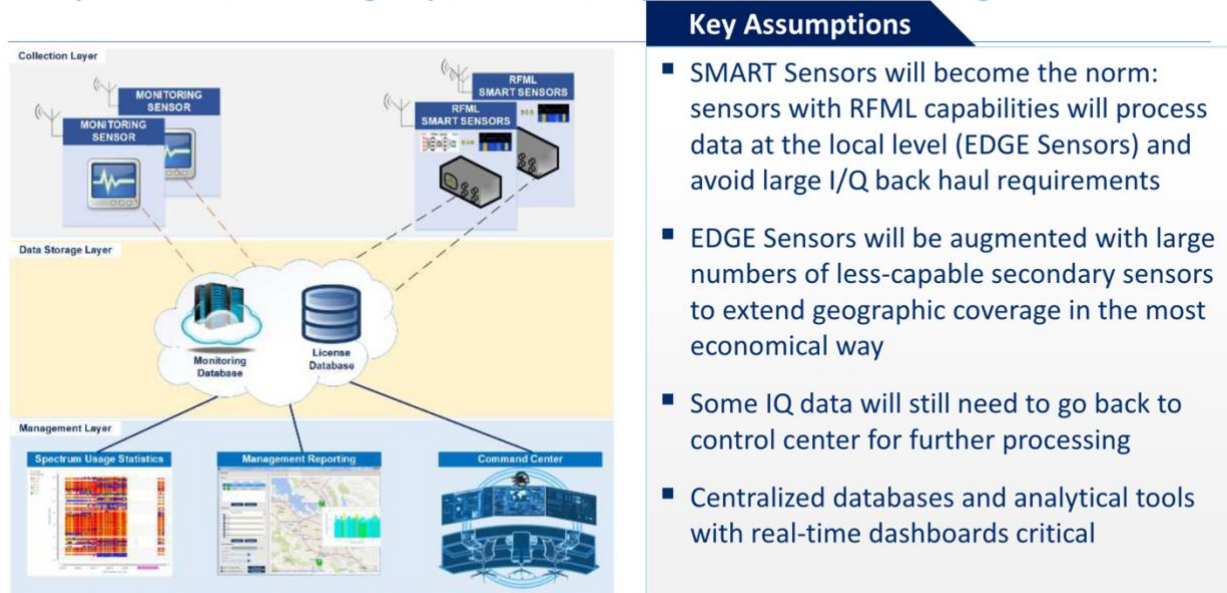 Key Assumptions
Collection Layer
MONITORING
SENSOR
MONITORING
SENSOR
RFML
SMART SENSORS
RFML
SMART SENSORS
Data Storage Layer
Monitoring
Database
License
Database
Management Layer
Spectrum Usage Statistics
Management Reporting
Command Center
▪ SMART Sensors will become the norm:
sensors with RFML capabilities will process
data at the local level (EDGE Sensors) and
avoid large I/Q back haul requirements
▪ EDGE Sensors will be augmented with large
numbers of less-capable secondary sensors
to extend geographic coverage in the most
economical way
▪ Some IQ data will still need to go back to
control center for further processing
▪ Centralized databases and analytical tools
with real-time dashboards critical